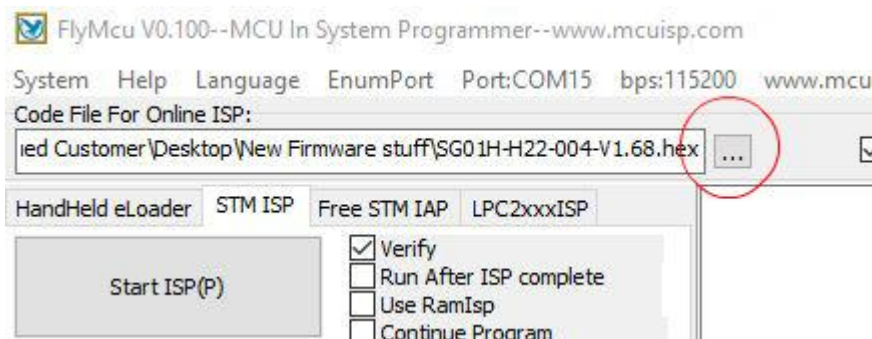 FlyMcu V0.100--MCU In System Programmer--www.mcuisp.com
System Help Language EnumPort Port:COM15 bps:115200 www.mcu
Code File For Online ISP:
ed Customer\Desktop\New Firmware stuff\SG01H-H22-004-V1.68.hex ...
HandHeld eLoader STM ISP Free STM IAP LPC2xxxISP
Start ISP(P)
Verify
Run After ISP complete
Use RamIsp
Continue Program